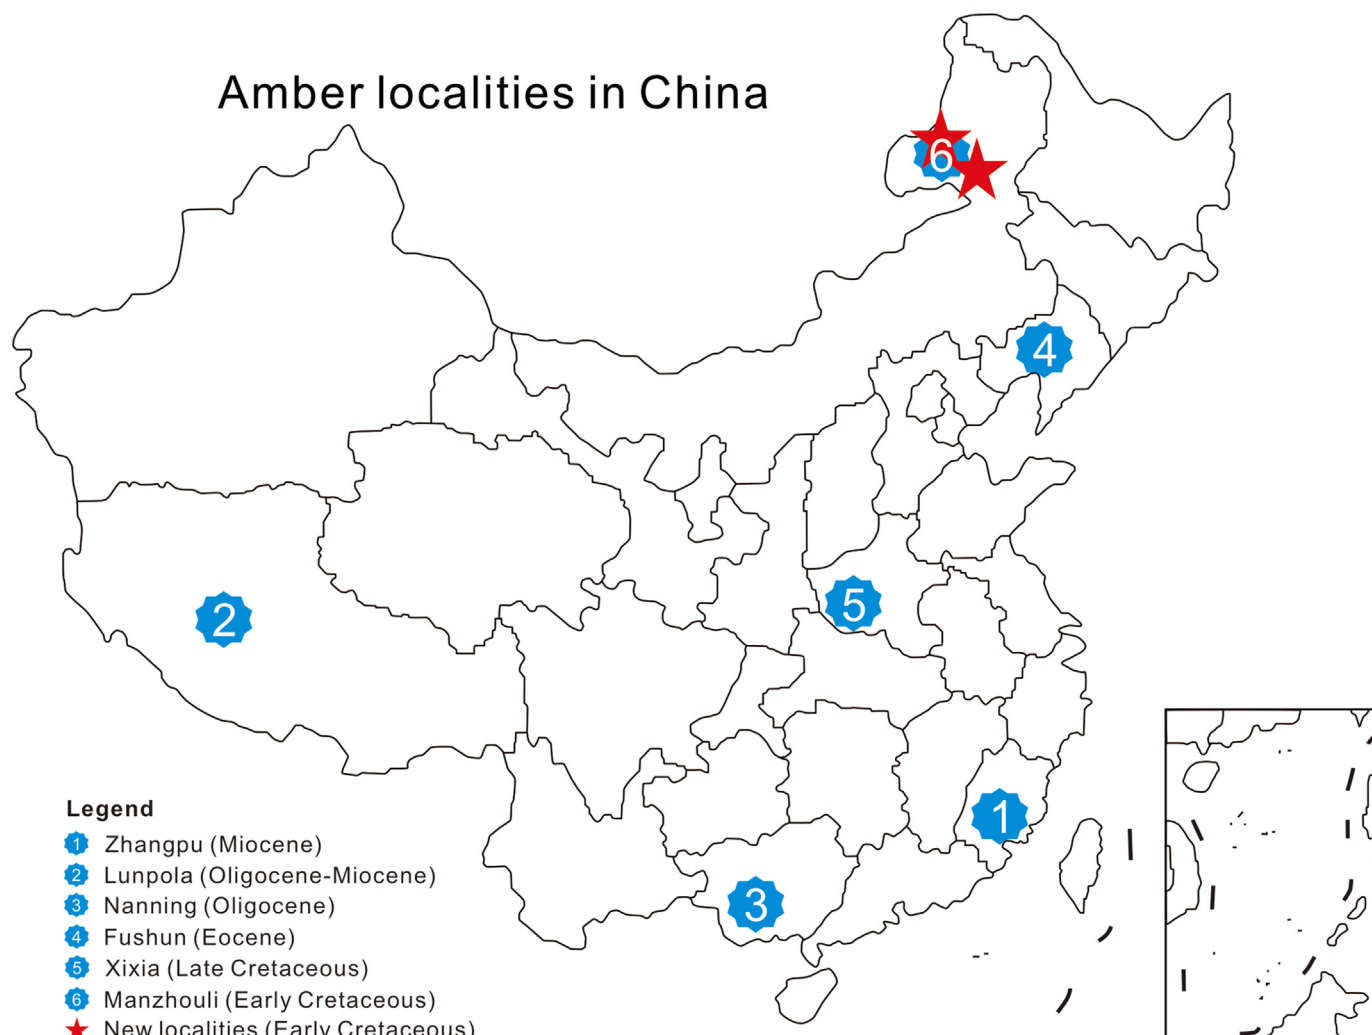 Amber localities in China
6
4
5
2
1
3
Legend
1 Zhangpu (Miocene)
2 Lunpola (Oligocene-Miocene)
3 Nanning (Oligocene)
4 Fushun (Eocene)
5 Xixia (Late Cretaceous)
6 Manzhouli (Early Cretaceous)
New localities (Early Cretaceous)